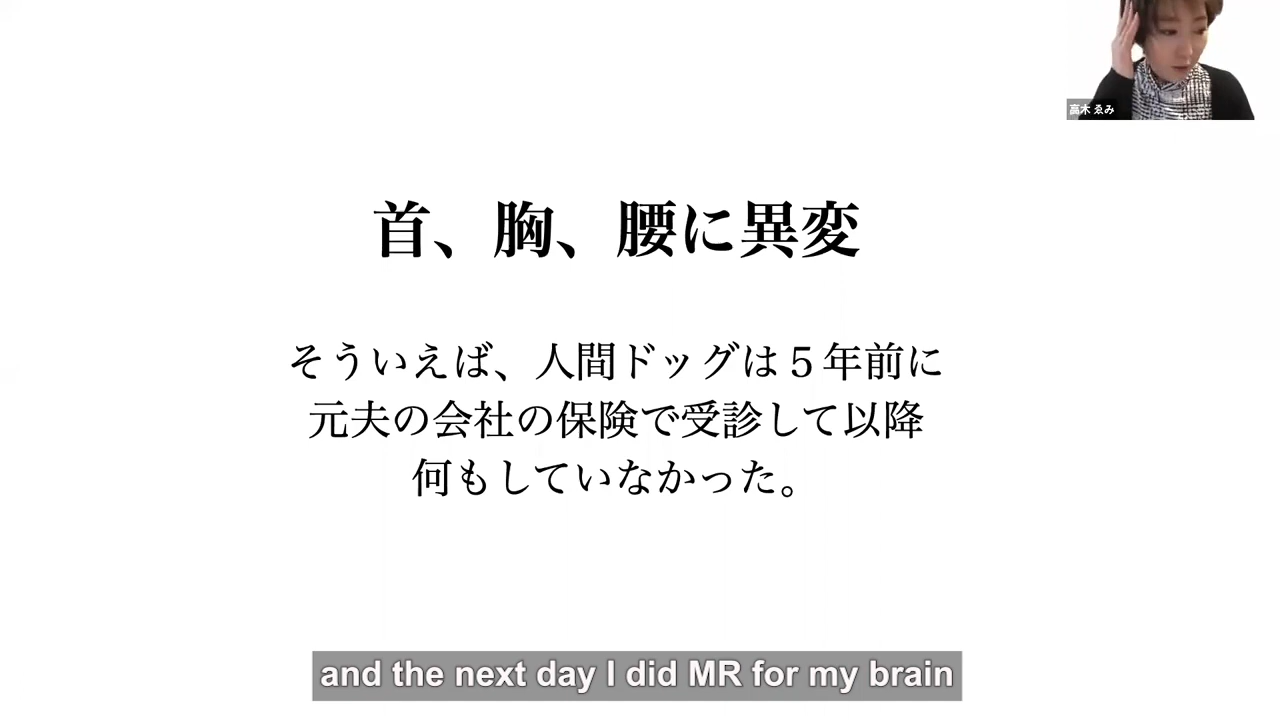 高木 ゑみ
首、胸、腰に異変
そういえば、人間ドッグは５年前に
元夫の会社の保険で受診して以降
何もしていなかった。
and the next day I did MR for my brain